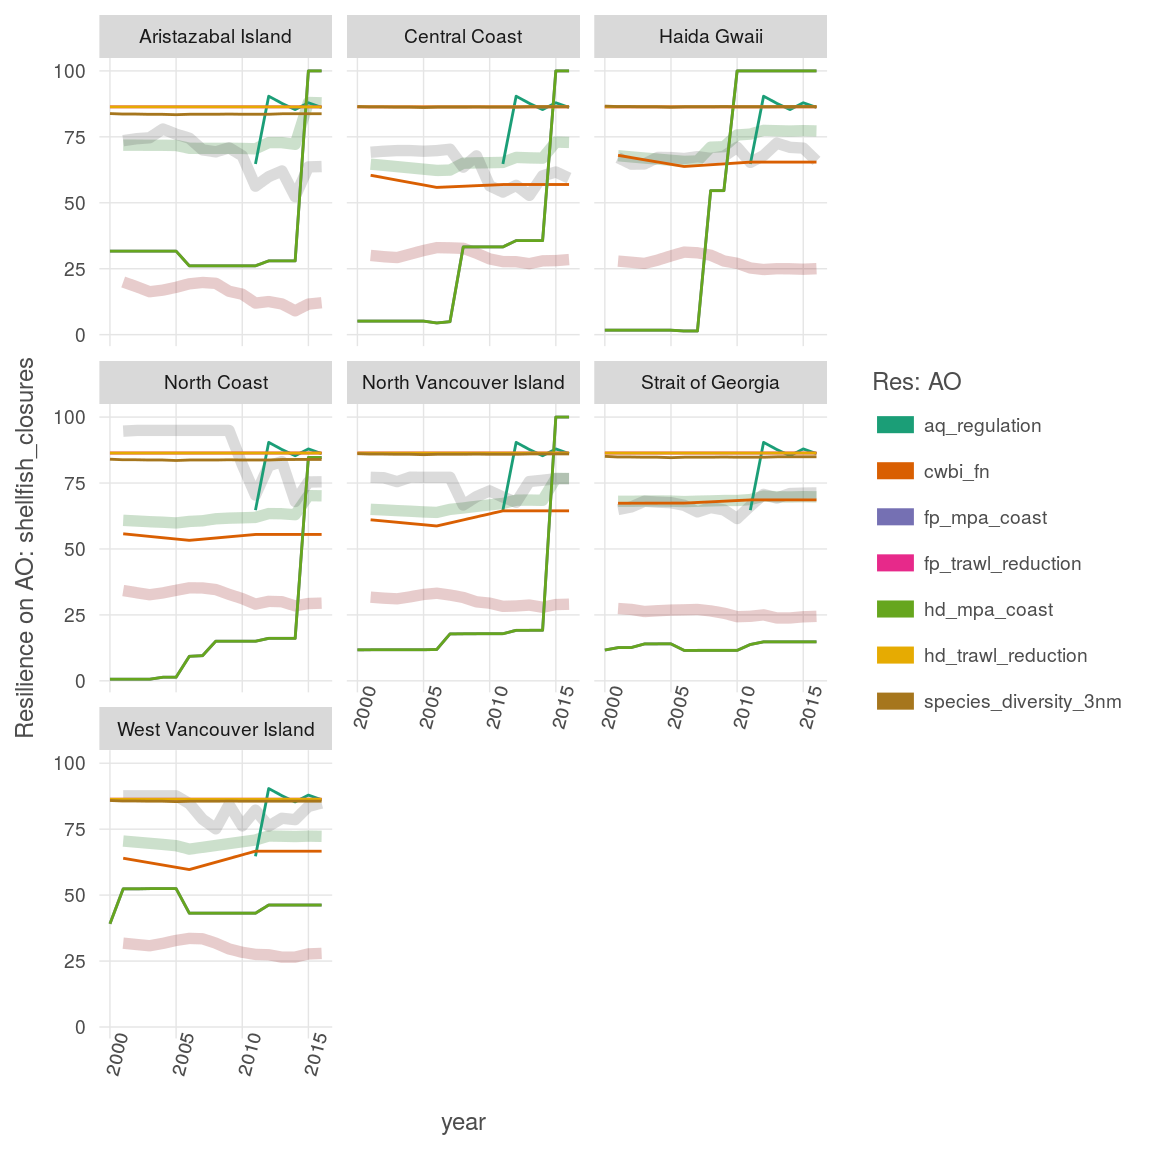 Aristazabal Island Central Coast Haida Gwaii
100
75
50
25
0
North Coast North Vancouver Island Strait of Georgia
100
75
50
25
0
2000 2005 2010 2015 2000 2005 2010 2015
West Vancouver Island
100
75
50
25
0
2000 2005 2010 2015
year
Resilience on AO: shellfish_closures
Res: AO
aq_regulation
cwbi_fn
fp_mpa_coast
fp_trawl_reduction
hd_mpa_coast
hd_trawl_reduction
species_diversity_3nm